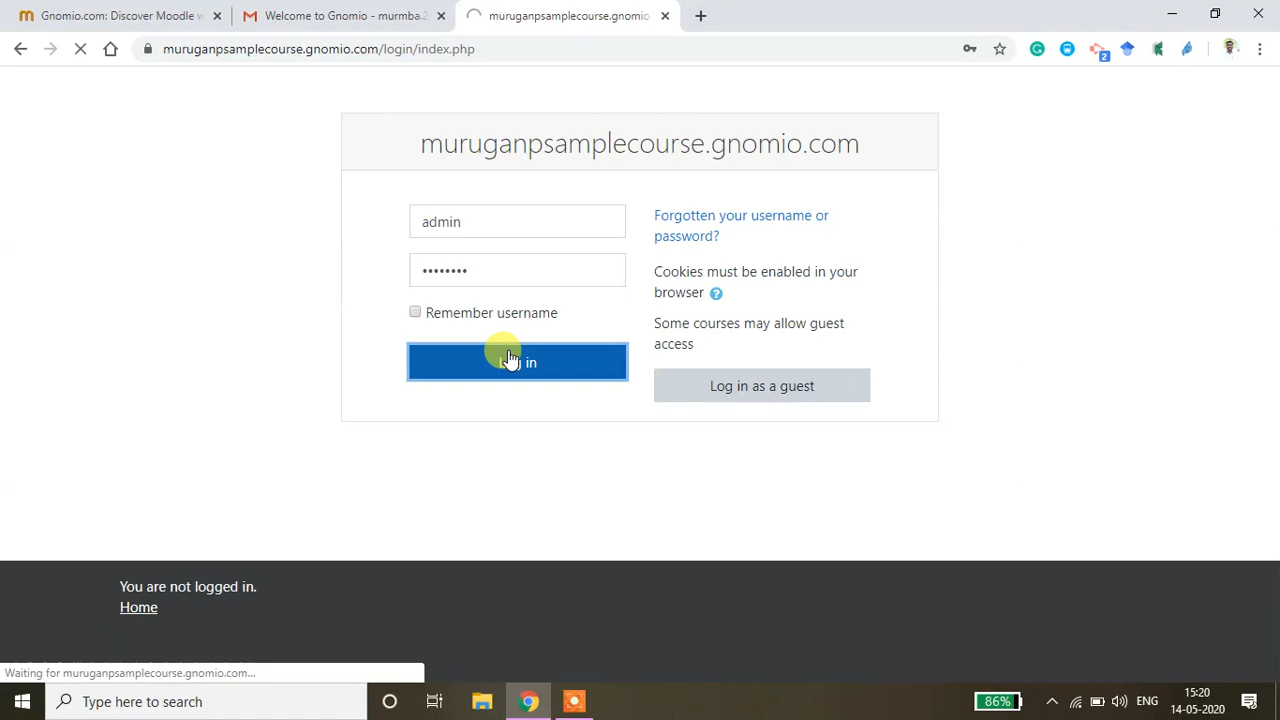 Gnomio.com: Discover Moodle w
Welcome to Gnomio - murmba.2
muruganpsamplecourse.gnomio
muruganpsamplecourse.gnomio.com/login/index.php
2
muruganpsamplecourse.gnomio.com
admin
••••••••
Remember username
in
Forgotten your username or
password?
Cookies must be enabled in your
browser ?
Some courses may allow guest
access
Log in as a guest
You are not logged in.
Home
Waiting for muruganpsamplecourse.gnomio.com...
Type here to search
86%
ENG
15:20
14-05-2020